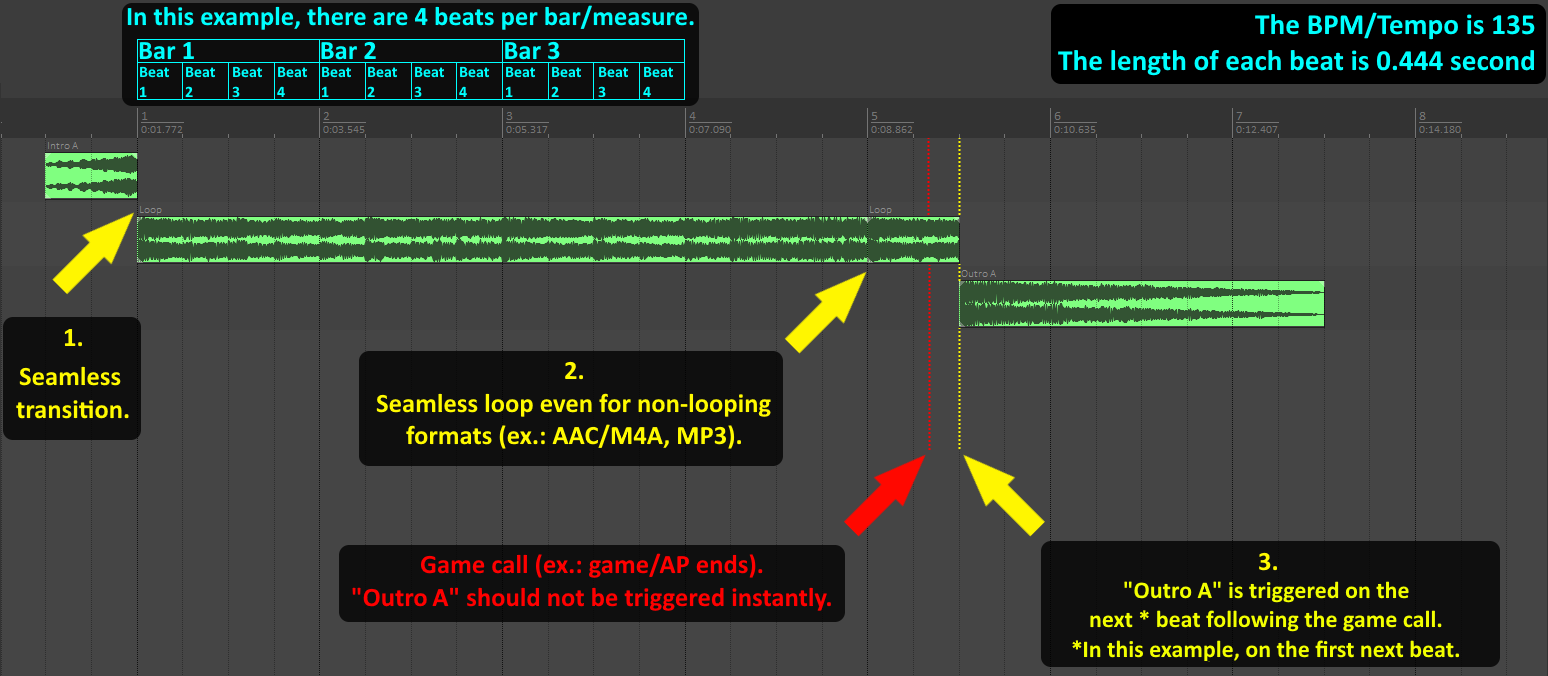 In this example, there are 4 beats per bar/measure.
Bar 1 Bar 2 Bar 3
Beat 1 Beat 2 Beat 3 Beat 4 Beat 1 Beat 2 Beat 3 Beat 4 Beat 1 Beat 2 Beat 3 Beat 4
The BPM/Tempo is 135
The length of each beat is 0.444 second
1 2 3 4 5 6 7 8
0:01.772 0:03.545 0:05.317 0:07.090 0:08.862 0:10.635 0:12.407 0:14.180
Intro A
Loop Loop
Outro A
1.
Seamless
transition.
2.
Seamless loop even for non-looping
formats (ex.: AAC/M4A, MP3).
Game call (ex.: game/AP ends).
"Outro A" should not be triggered instantly.
3.
"Outro A" is triggered on the
next * beat following the game call.
*In this example, on the first next beat.